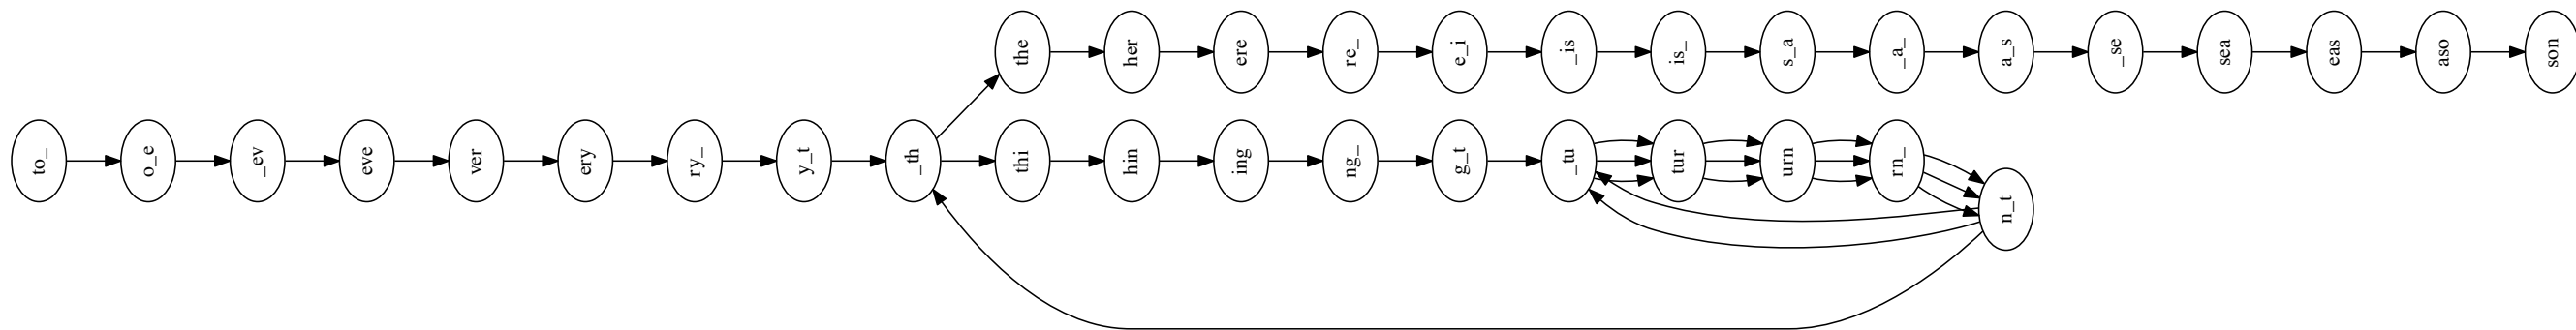 the her ere re_ e_i _is is_ s_a _a_ a_s _se sea eas aso son
to_ o_e _ev eve ver ery ry_ y_t _th thi hin ing ng_ g_t _tu tur urn rn_ n_t